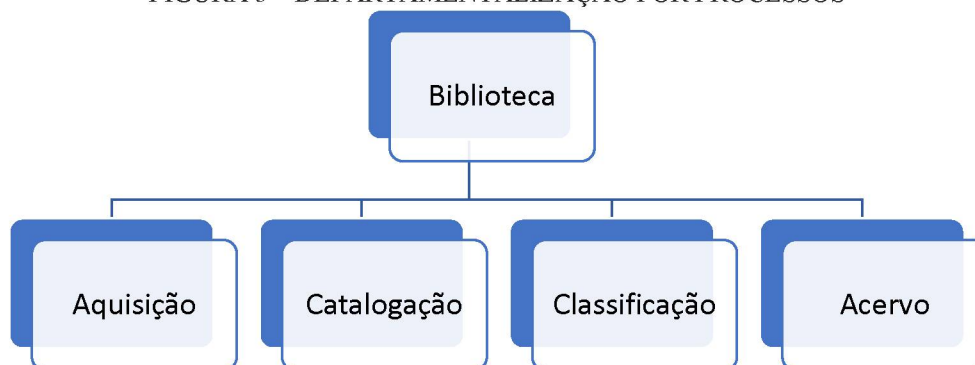 DEPARTAMENTALIZAÇÃO POR PROCESSOS
Biblioteca
Aquisição
Catalogação
Classificação
Acervo